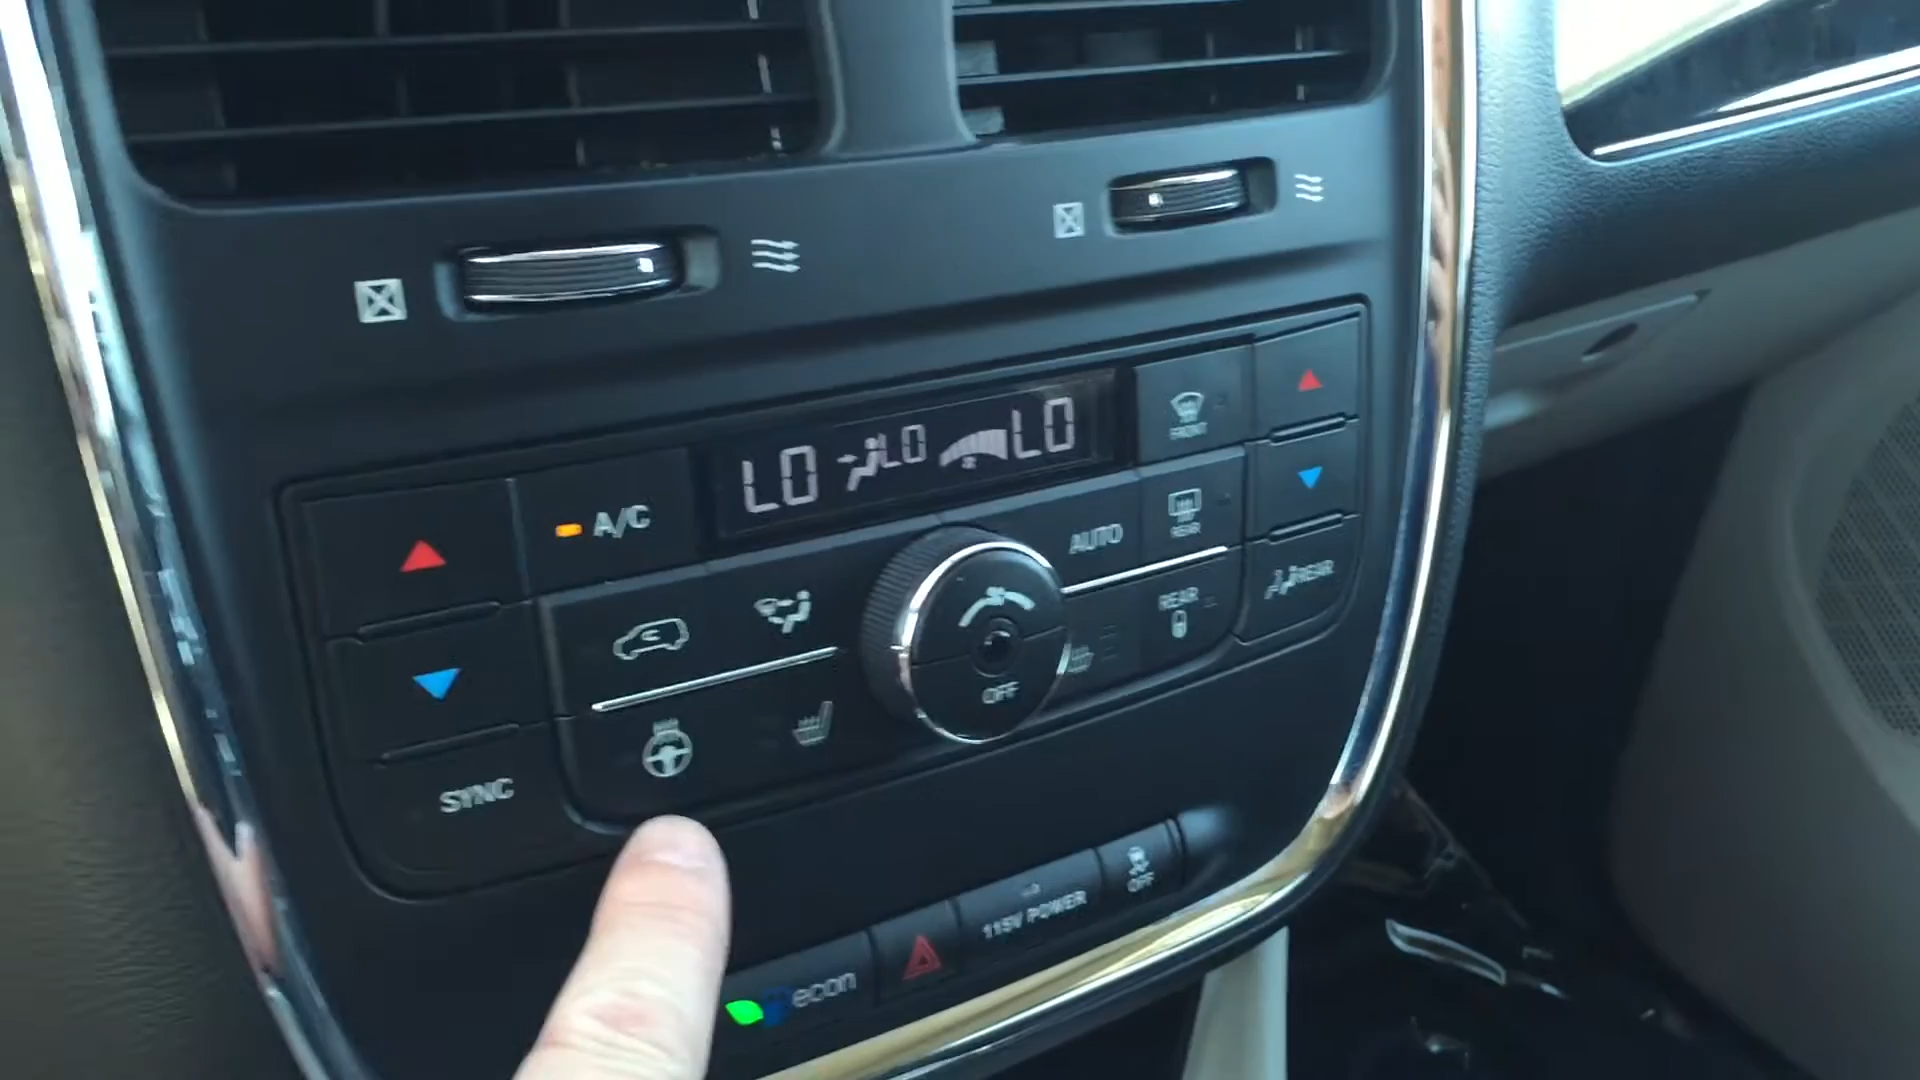 LO LO LO
FRONT
A/C
AUTO
REAR
REAR
REAR
OFF
SYNC
OFF
115V POWER
econ